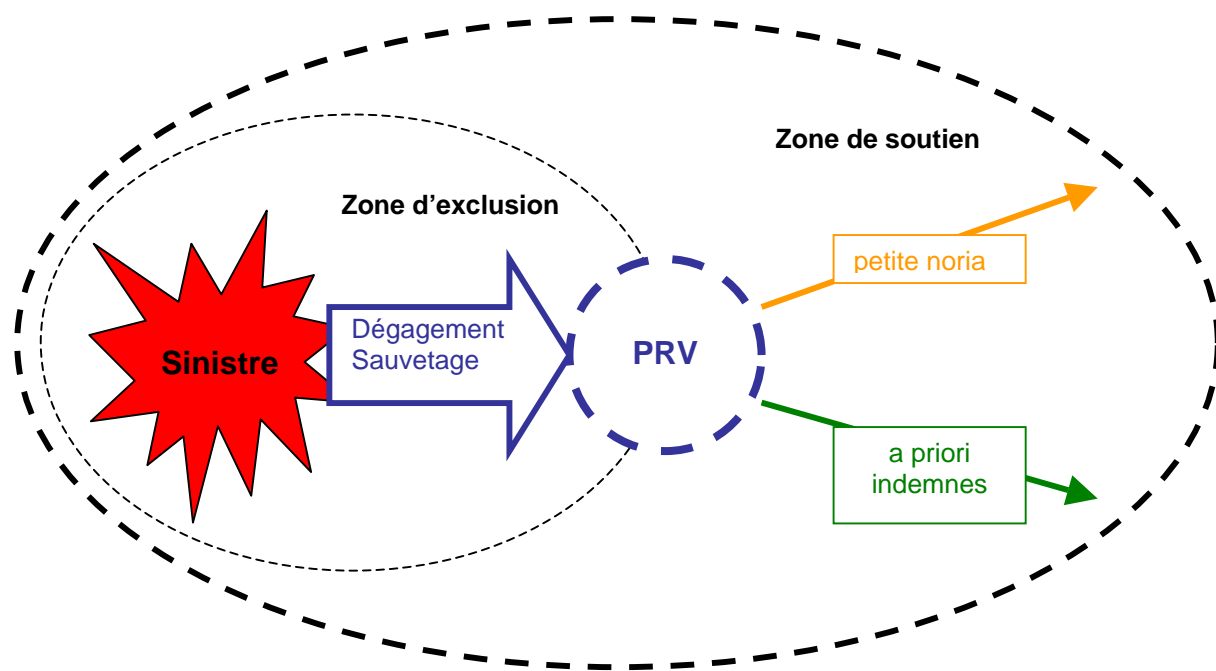 Zone de soutien
Zone d'exclusion
petite noria
Dégagement
Sauvetage
Sinistre
PRV
a priori
indemnes